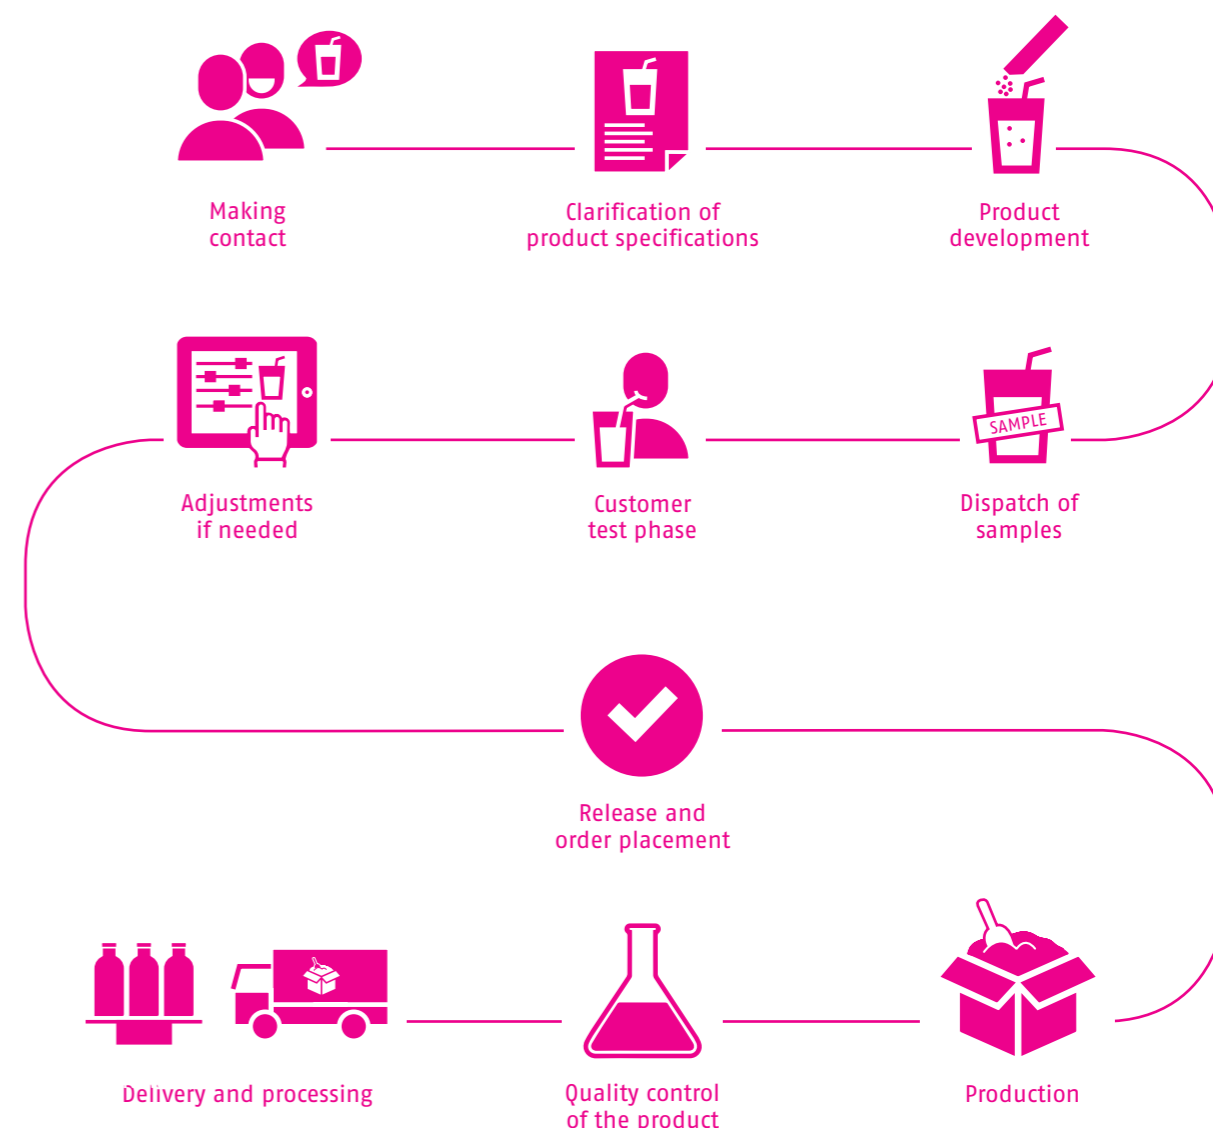 Making
contact
Clarification of
product specifications
Product
development
Adjustments
if needed
Customer
test phase
SAMPLE
Dispatch of
samples
Release and
order placement
Delivery and processing
Quality control
of the product
Production